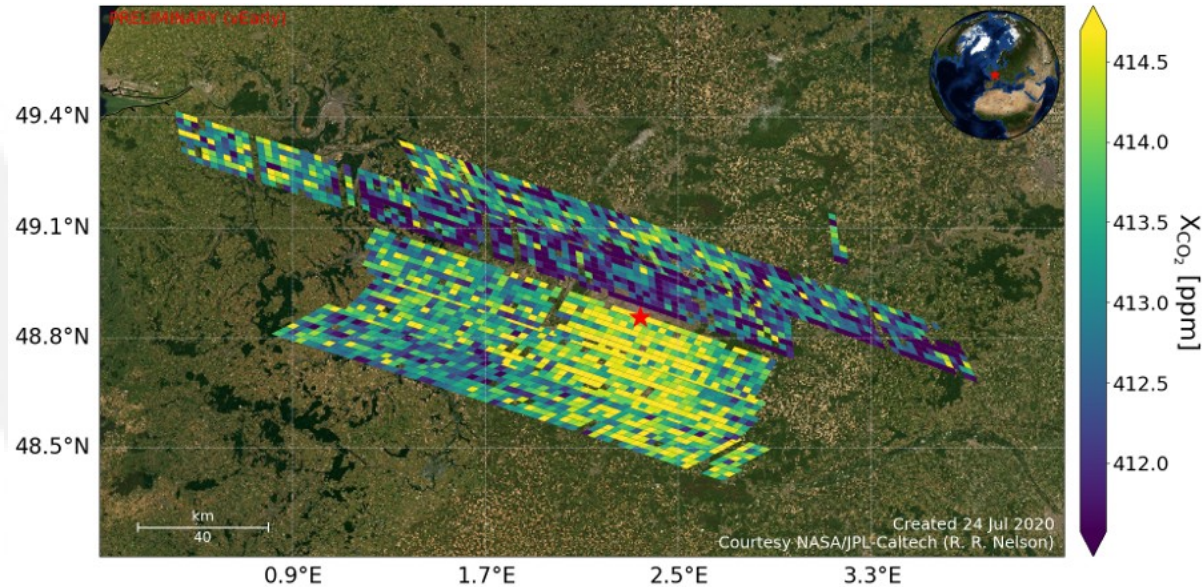 PRELIMINARY (vEarly)
49.4°N
49.1°N
48.8°N
48.5°N
0.9°E
1.7°E
2.5°E
3.3°E
km
40
Created 24 Jul 2020
Courtesy NASA/JPL-Caltech (R. R. Nelson)
414.5
414.0
413.5
413.0
412.5
412.0
X_CO₂ [ppm]